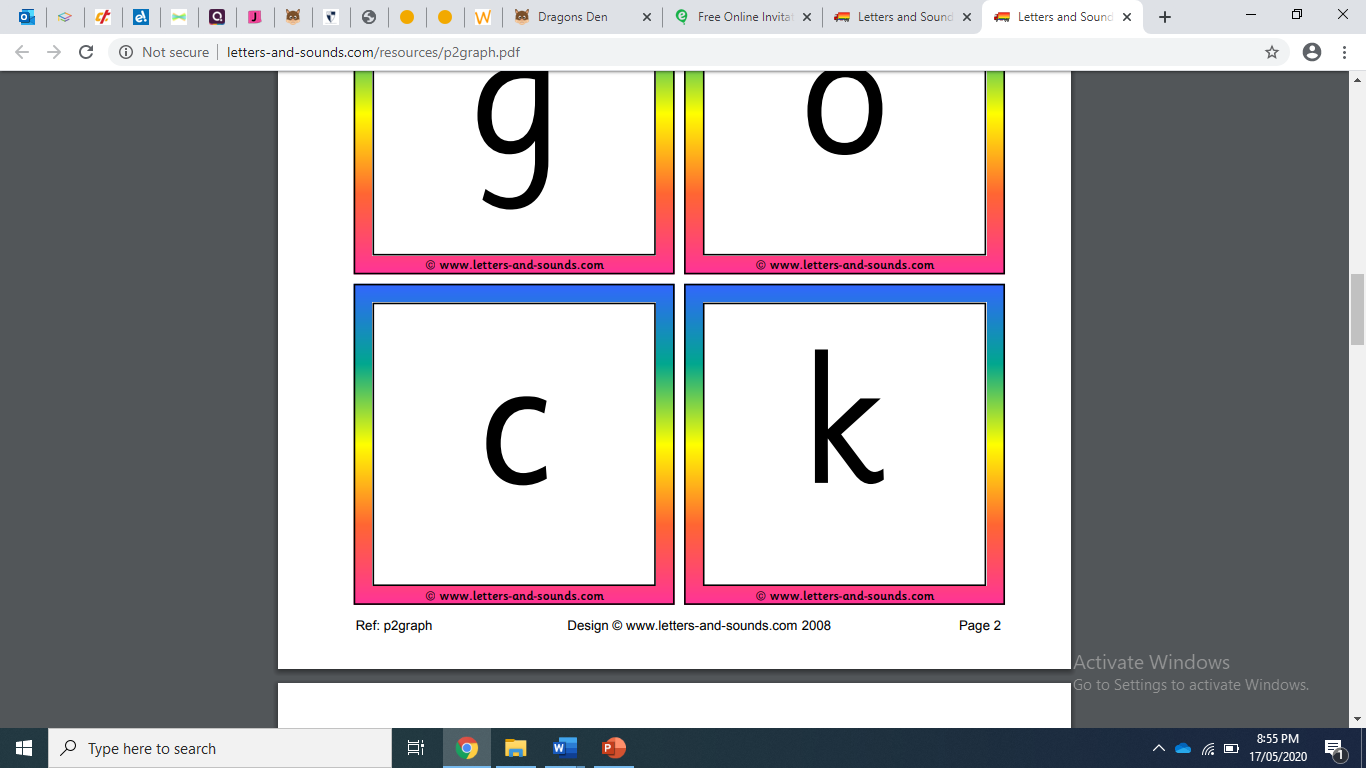 Dragons Den
Free Online Invita
Letters and Sound
Letters and Sound
Not secure
letters-and-sounds.com/resources/p2graph.pdf
g
o
© www.letters-and-sounds.com
© www.letters-and-sounds.com
c
k
© www.letters-and-sounds.com
© www.letters-and-sounds.com
Ref: p2graph
Design © www.letters-and-sounds.com 2008
Page 2
Activate Windows
Go to Settings to activate Windows.
Type here to search
8:55 PM
17/05/2020
1